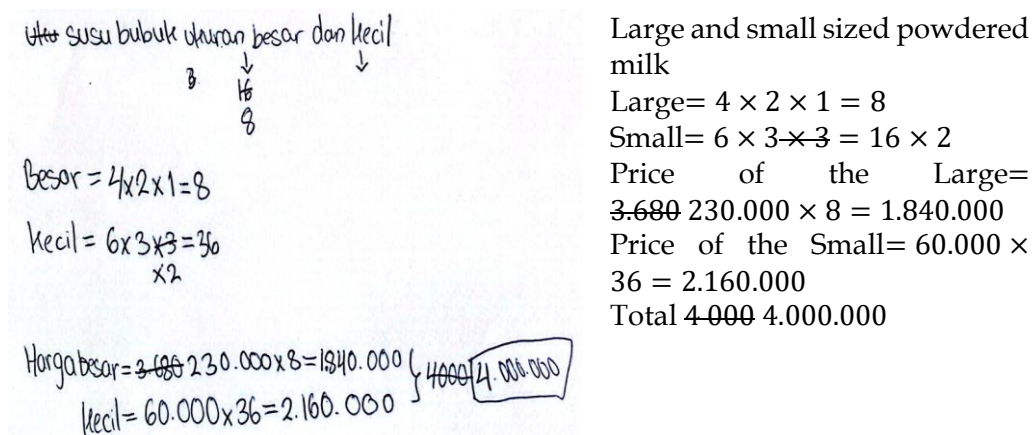 Utu susu bubuk ukuran besar dan kecil
3. 16
8
Besar = 4x2x1=8
Kecil = 6x3x3=36
x2
Harga besar = 3.680 230.000x8=1.840.000 } 4000 4.000.000
Kecil = 60.000x36=2.160.000
Large and small sized powdered
milk
Large= 4 × 2 × 1 = 8
Small= 6 × 3 × 3 = 16 × 2
Price of the Large=
3.680 230.000 × 8 = 1.840.000
Price of the Small= 60.000 ×
36 = 2.160.000
Total 4 000 4.000.000